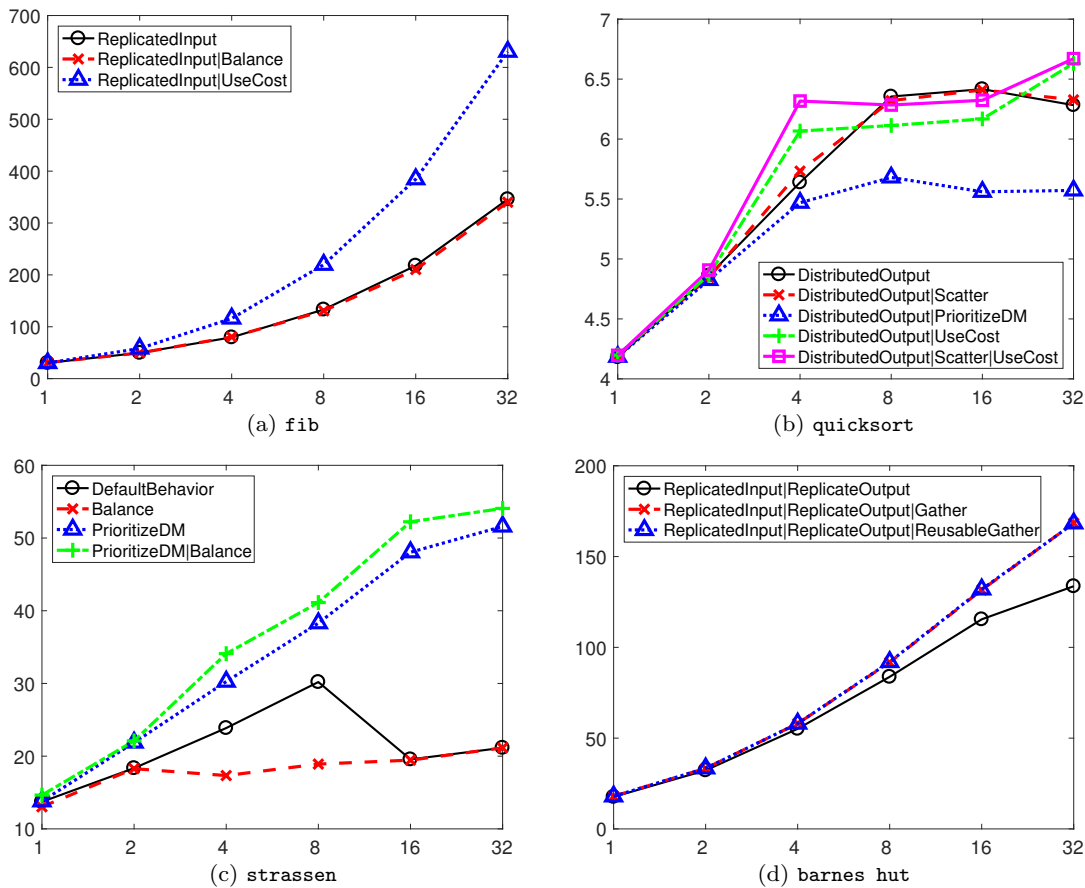 700
600
500
400
300
200
100
0
1 2 4 8 16 32
ReplicatedInput
ReplicatedInput|Balance
ReplicatedInput|UseCost
(a) fib
7
6.5
6
5.5
5
4.5
4
1 2 4 8 16 32
DistributedOutput
DistributedOutput|Scatter
DistributedOutput|PrioritizeDM
DistributedOutput|UseCost
DistributedOutput|Scatter|UseCost
(b) quicksort
60
50
40
30
20
10
1 2 4 8 16 32
DefaultBehavior
Balance
PrioritizeDM
PrioritizeDM|Balance
(c) strassen
200
150
100
50
0
1 2 4 8 16 32
ReplicatedInput|ReplicateOutput
ReplicatedInput|ReplicateOutput|Gather
ReplicatedInput|ReplicateOutput|ReusableGather
(d) barnes hut